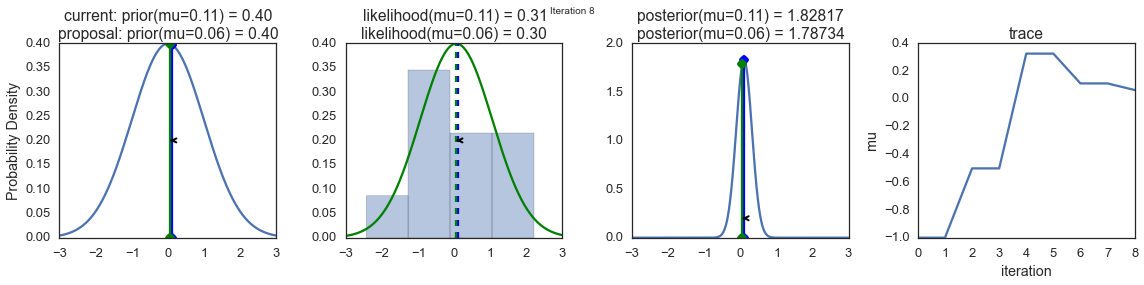 current: prior(mu=0.11) = 0.40
proposal: prior(mu=0.06) = 0.40
0.40
0.35
0.30
0.25
0.20
0.15
0.10
0.05
0.00
Probability Density
−3 −2 −1 0 1 2 3
likelihood(mu=0.11) = 0.31
likelihood(mu=0.06) = 0.30
Iteration 8
0.40
0.35
0.30
0.25
0.20
0.15
0.10
0.05
0.00
−3 −2 −1 0 1 2 3
posterior(mu=0.11) = 1.82817
posterior(mu=0.06) = 1.78734
2.0
1.5
1.0
0.5
0.0
−3 −2 −1 0 1 2 3
trace
0.4
0.2
0.0
−0.2
−0.4
−0.6
−0.8
−1.0
mu
0 1 2 3 4 5 6 7 8
iteration